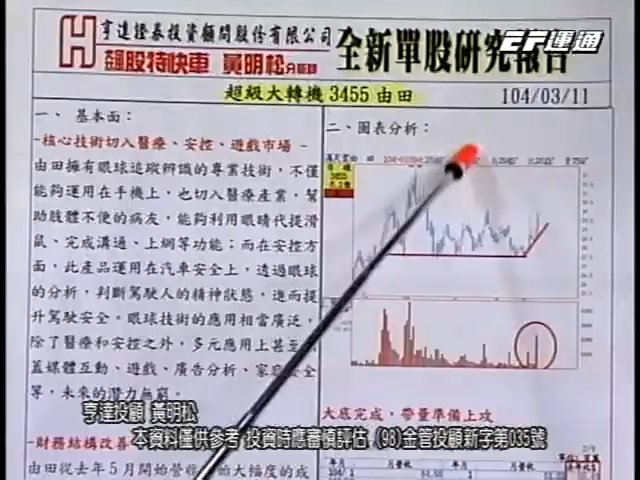 亨達證券投資顧問股份有限公司
股特快車 黃明松分析師
全新單股研究報告
EF運通
超級大轉機 3455 由田
104/03/11
一、基本面：
-核心技術切入醫療、安控、遊戲市場-
由田擁有眼球追蹤辨識的專業技術，不僅
能夠運用在手機上，也切入醫療產業，幫
助肢體不便的病友，能夠利用眼睛代提滑
鼠、完成溝通、上網等功能；而在安控方
面，此產品運用在汽車安全上，透過眼球
的分析，判斷駕駛人的精神狀態，進而提
升駕駛安全。眼球技術的應用相當廣泛，
除了醫療和安控之外，多元應用上甚至
蓋媒體互動、遊戲、廣告分析、家庭安全
等，未來的潛力無窮。
-財務結構改善
由田從去年5月開始營收 大幅度的成
二、圖表分析：
大底完成，帶量準備上攻
亨達投顧 黃明松
本資料僅供參考 投資時應審慎評估 (98)金管投顧新字第035號